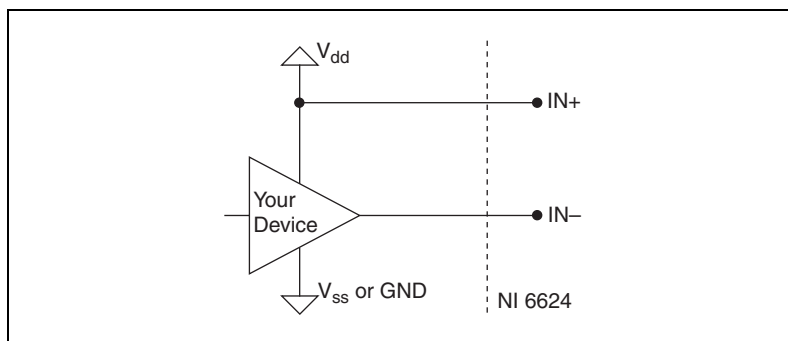 Vdd
IN+
Your
Device
IN–
Vss or GND
NI 6624